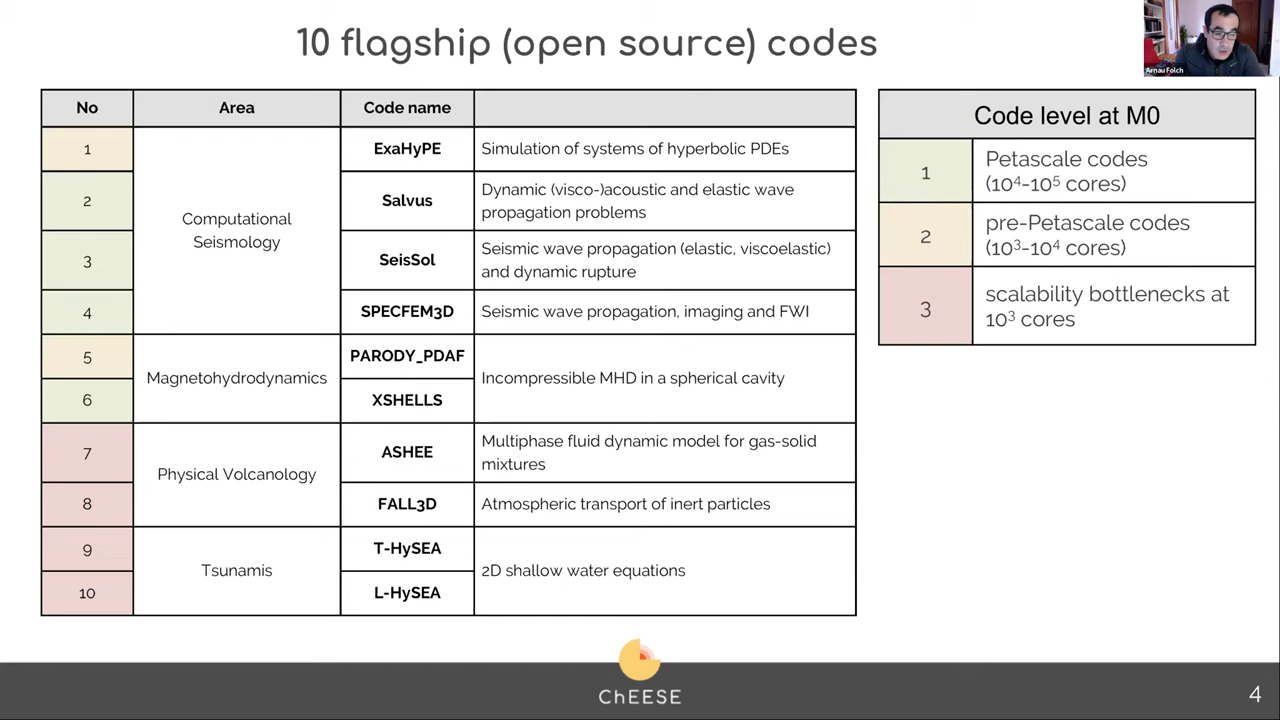 10 flagship (open source) codes
Arnau Folch
No Area Code name
1 ExaHyPE Simulation of systems of hyperbolic PDEs
2 Salvus Dynamic (visco-)acoustic and elastic wave
propagation problems
Computational
Seismology
3 SeisSol Seismic wave propagation (elastic, viscoelastic)
and dynamic rupture
4 SPECFEM3D Seismic wave propagation, imaging and FWI
5 PARODY_PDAF
Magnetohydrodynamics Incompressible MHD in a spherical cavity
6 XSHELLS
7 ASHEE Multiphase fluid dynamic model for gas-solid
mixtures
Physical Volcanology
8 FALL3D Atmospheric transport of inert particles
9 T-HySEA
Tsunamis 2D shallow water equations
10 L-HySEA
Code level at M0
1 Petascale codes
(10⁴-10⁵ cores)
2 pre-Petascale codes
(10³-10⁴ cores)
3 scalability bottlenecks at
10³ cores
ChEESE
4